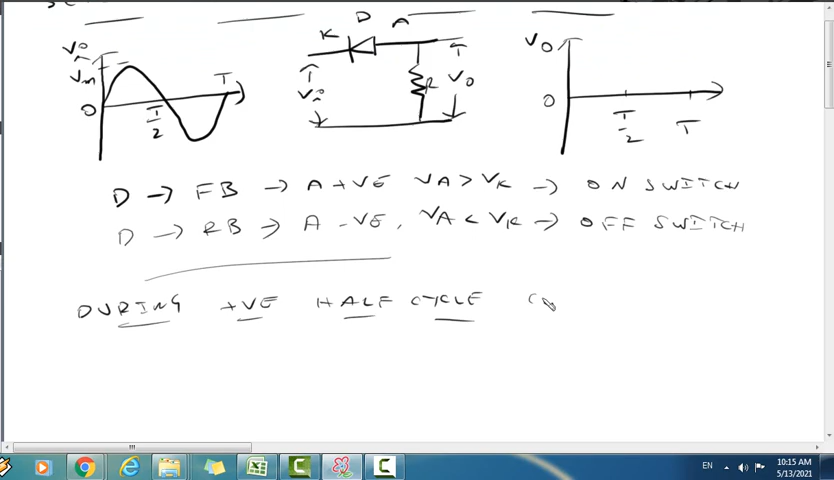 D A
K
Vi
Vm
T
0
T/2
Vi
R
Vo
Vo
0
T/2
T
D → FB → A +VE VA > VK → ON SWITCH
D → RB → A -VE, VA < VK → OFF SWITCH
DURING +VE HALF CYCLE
EN
10:15 AM
5/13/2021